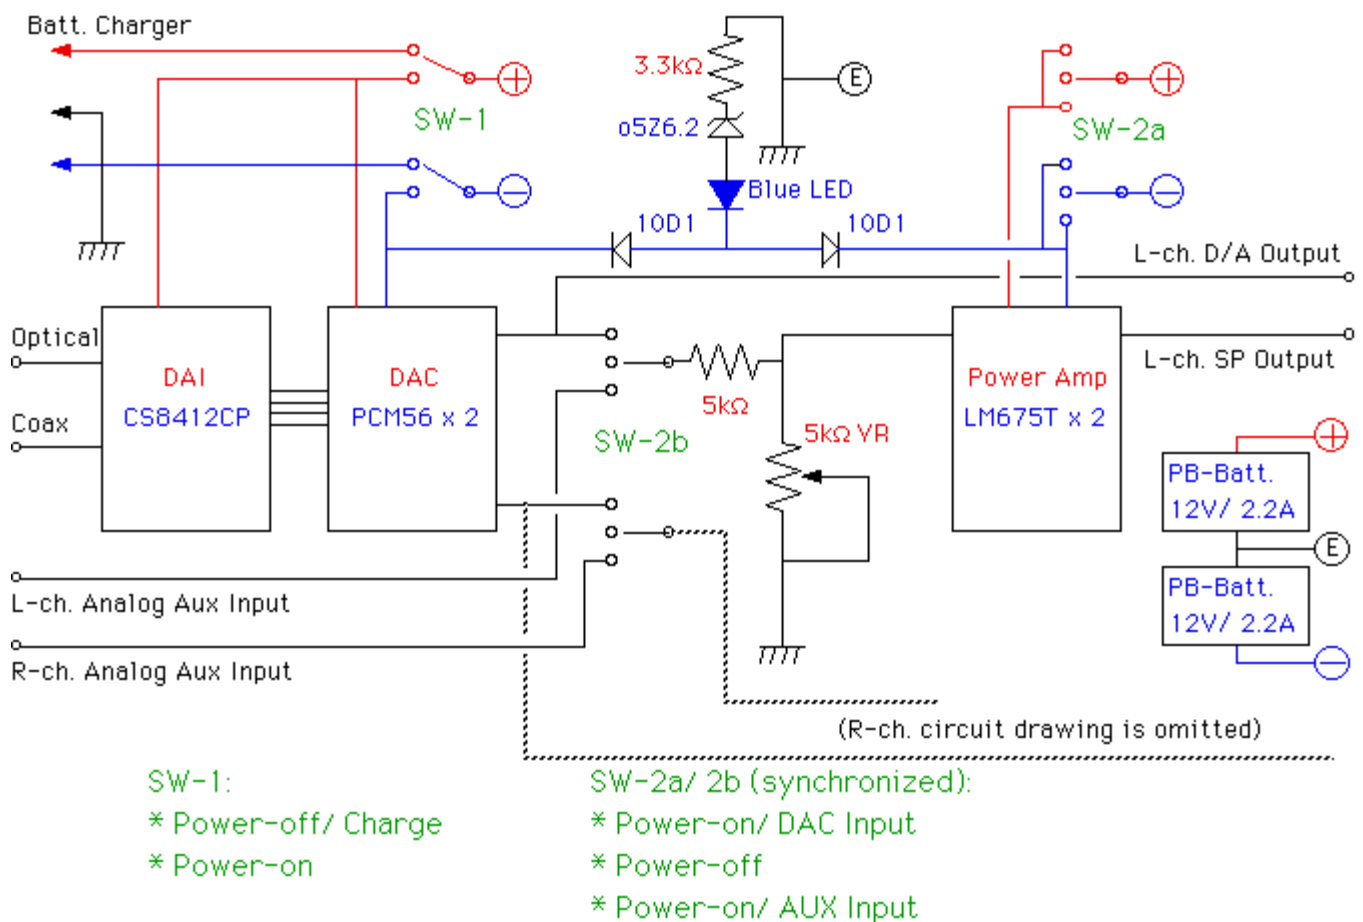 Batt. Charger
3.3kΩ
E
SW-1
o5Z6.2
SW-2a
Blue LED
10D1
10D1
L-ch. D/A Output
Optical
DAI
CS8412CP
DAC
PCM56 x 2
5kΩ
Power Amp
LM675T x 2
L-ch. SP Output
Coax
SW-2b
5kΩ VR
PB-Batt.
12V/ 2.2A
E
PB-Batt.
12V/ 2.2A
L-ch. Analog Aux Input
R-ch. Analog Aux Input
(R-ch. circuit drawing is omitted)
SW-1:
* Power-off/ Charge
* Power-on
SW-2a/ 2b (synchronized):
* Power-on/ DAC Input
* Power-off
* Power-on/ AUX Input